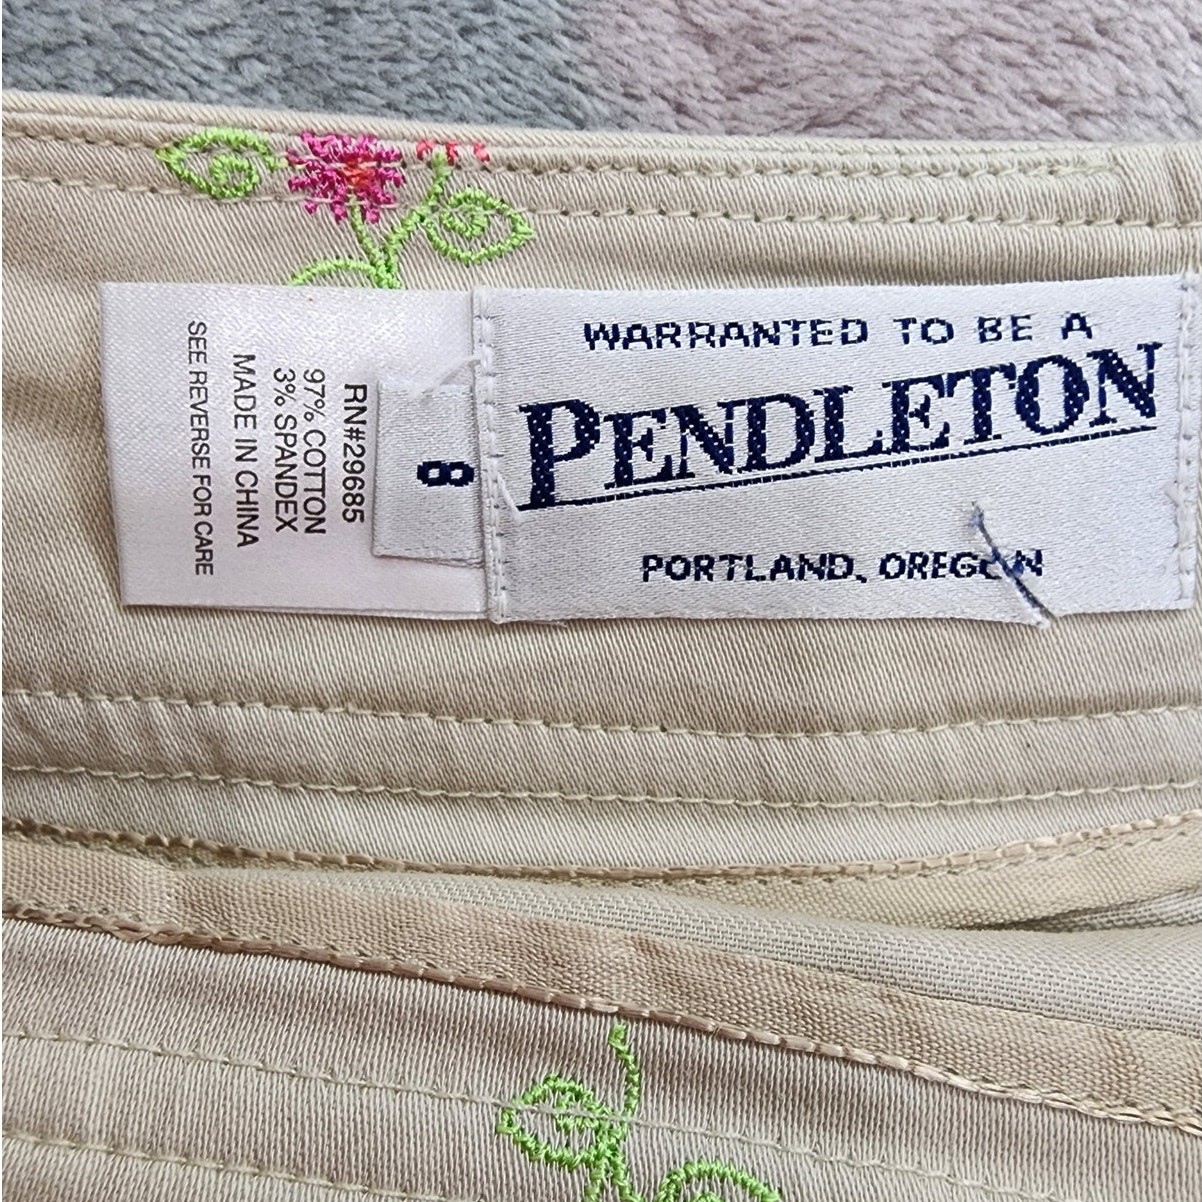 WARRANTED TO BE A
PENDLETON
PORTLAND, OREGON
8
RN#29685
97% COTTON
3% SPANDEX
MADE IN CHINA
SEE REVERSE FOR CARE